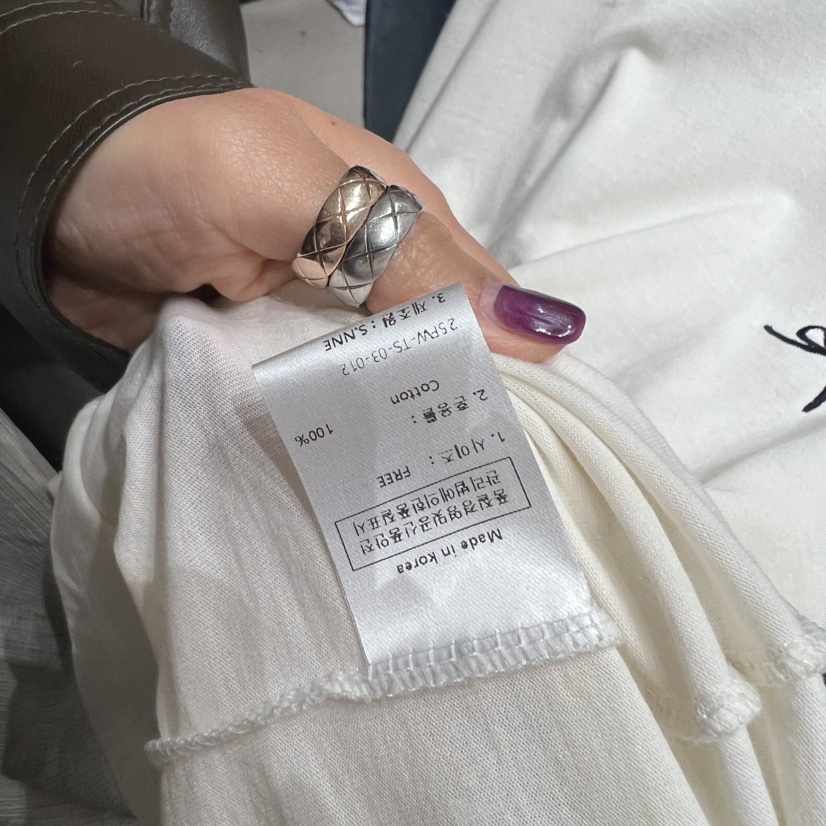 Made in korea
품질경영및공산품안전
관리법에의한품질표시
1. 사이즈 : FREE
2. 혼용율 :
Cotton 100%
25FW-TS-03-012
3. 제조원 : S.NNE